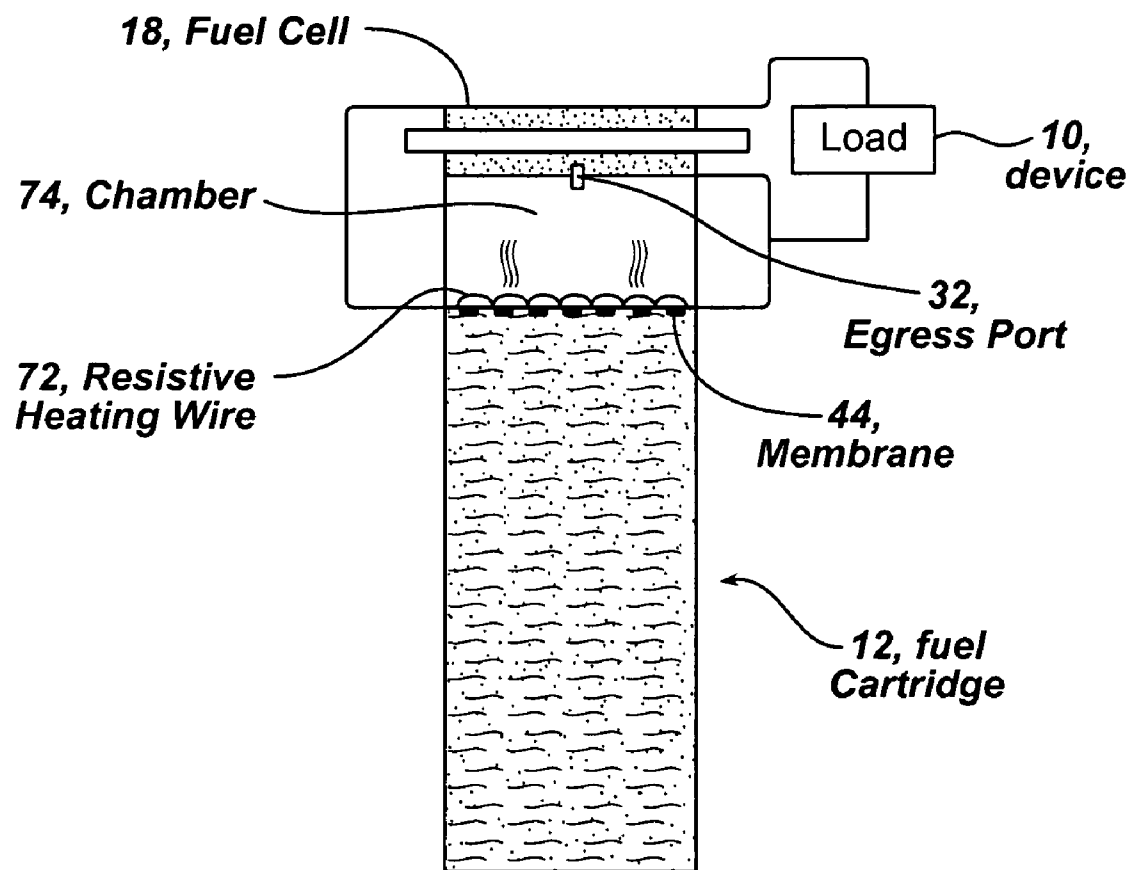 18, Fuel Cell
Load
10,
device
74, Chamber
32,
Egress Port
72, Resistive
Heating Wire
44,
Membrane
12, fuel
Cartridge